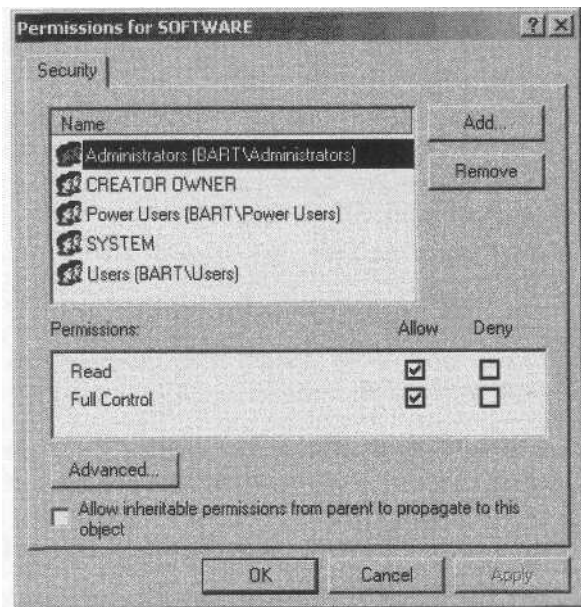 Permissions for SOFTWARE
Security
Name
Administrators (BART\Administrators)
CREATOR OWNER
Power Users (BART\Power Users)
SYSTEM
Users (BART\Users)
Add...
Remove
Permissions: Allow Deny
Read
Full Control
Advanced...
Allow inheritable permissions from parent to propagate to this
object
OK Cancel Apply